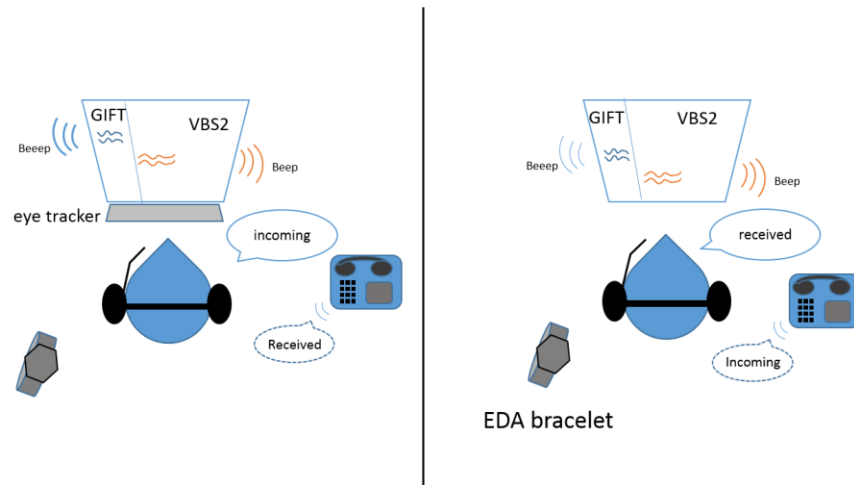 GIFT
VBS2
Beeep
Beep
eye tracker
incoming
Received
GIFT
VBS2
Beeep
Beep
received
Incoming
EDA bracelet